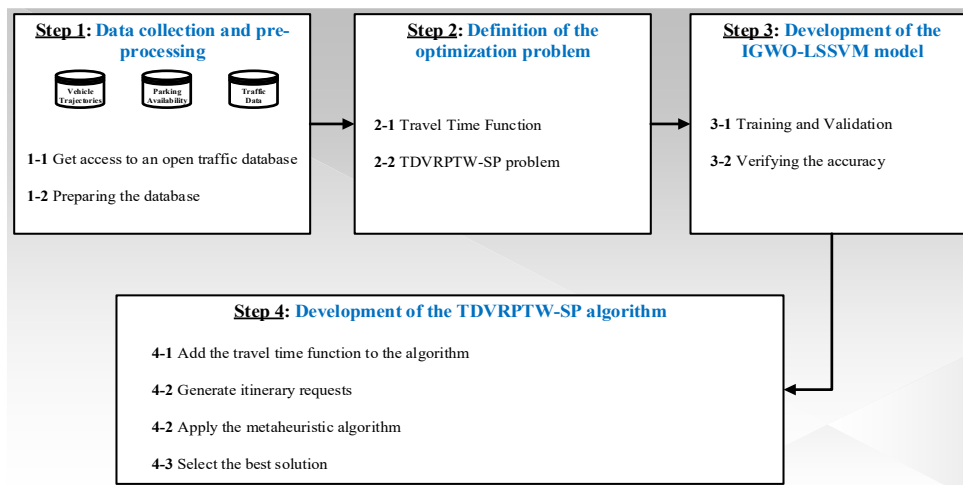 Step 1: Data collection and pre-
processing
Vehicle
Trajectories
Parking
Availability
Traffic
Data
1-1 Get access to an open traffic database
1-2 Preparing the database
Step 2: Definition of the
optimization problem
2-1 Travel Time Function
2-2 TDVRPTW-SP problem
Step 3: Development of the
IGWO-LSSVM model
3-1 Training and Validation
3-2 Verifying the accuracy
Step 4: Development of the TDVRPTW-SP algorithm
4-1 Add the travel time function to the algorithm
4-2 Generate itinerary requests
4-2 Apply the metaheuristic algorithm
4-3 Select the best solution